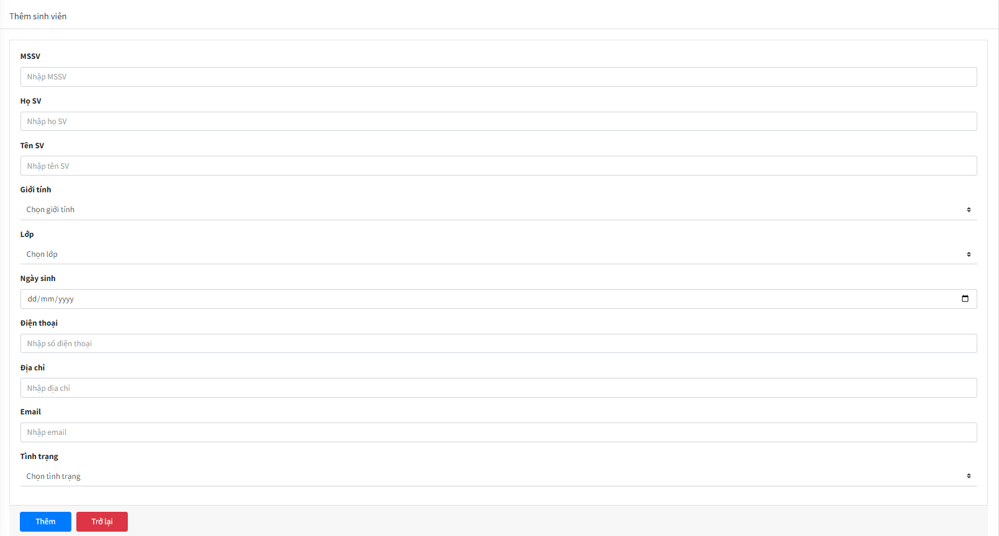 Thêm sinh viên
MSSV
Nhập MSSV
Họ SV
Nhập họ SV
Tên SV
Nhập tên SV
Giới tính
Chọn giới tính
Lớp
Chọn lớp
Ngày sinh
dd/mm/yyyy
Điện thoại
Nhập số điện thoại
Địa chỉ
Nhập địa chỉ
Email
Nhập email
Tình trạng
Chọn tình trạng
Thêm Trở lại